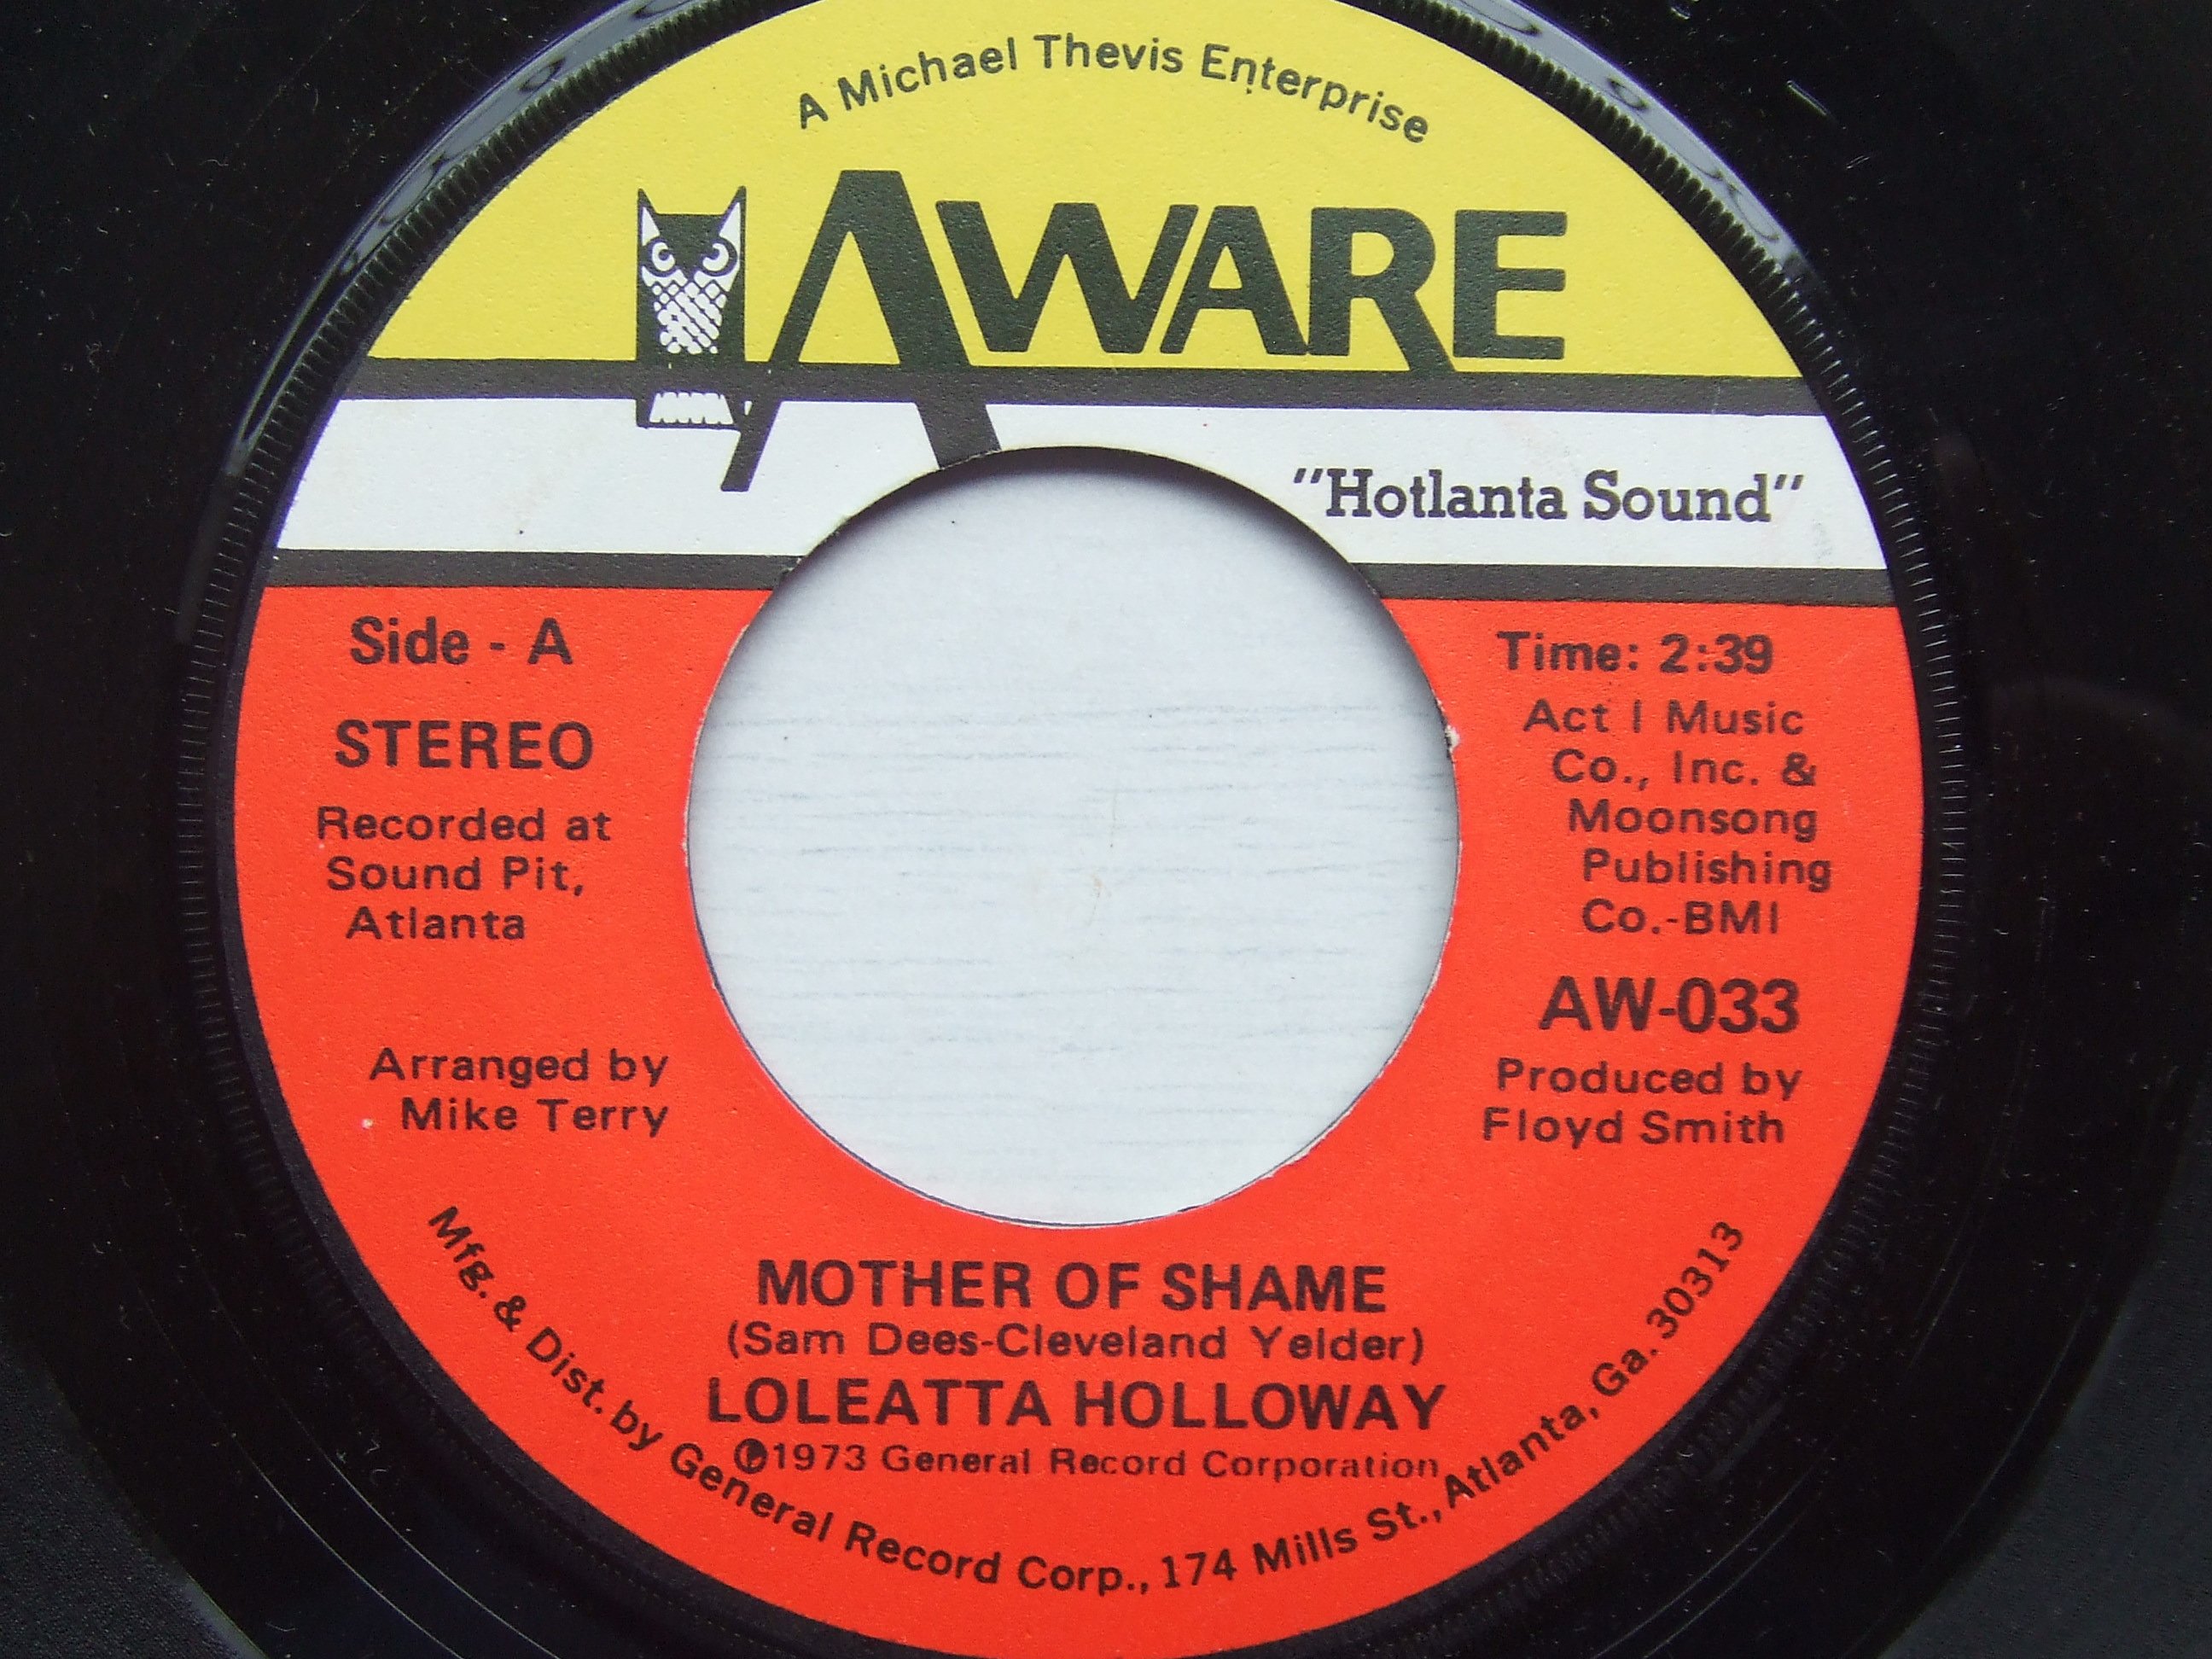 A Michael Thevis Enterprise
AWARE
"Hotlanta Sound"
Side - A
STEREO
Recorded at
Sound Pit,
Atlanta
Arranged by
Mike Terry
Time: 2:39
Act I Music
Co., Inc. &
Moonsong
Publishing
Co.-BMI
AW-033
Produced by
Floyd Smith
MOTHER OF SHAME
(Sam Dees-Cleveland Yelder)
LOLEATTA HOLLOWAY
℗1973 General Record Corporation
Mfg. & Dist. by General Record Corp., 174 Mills St., Atlanta, Ga. 30313